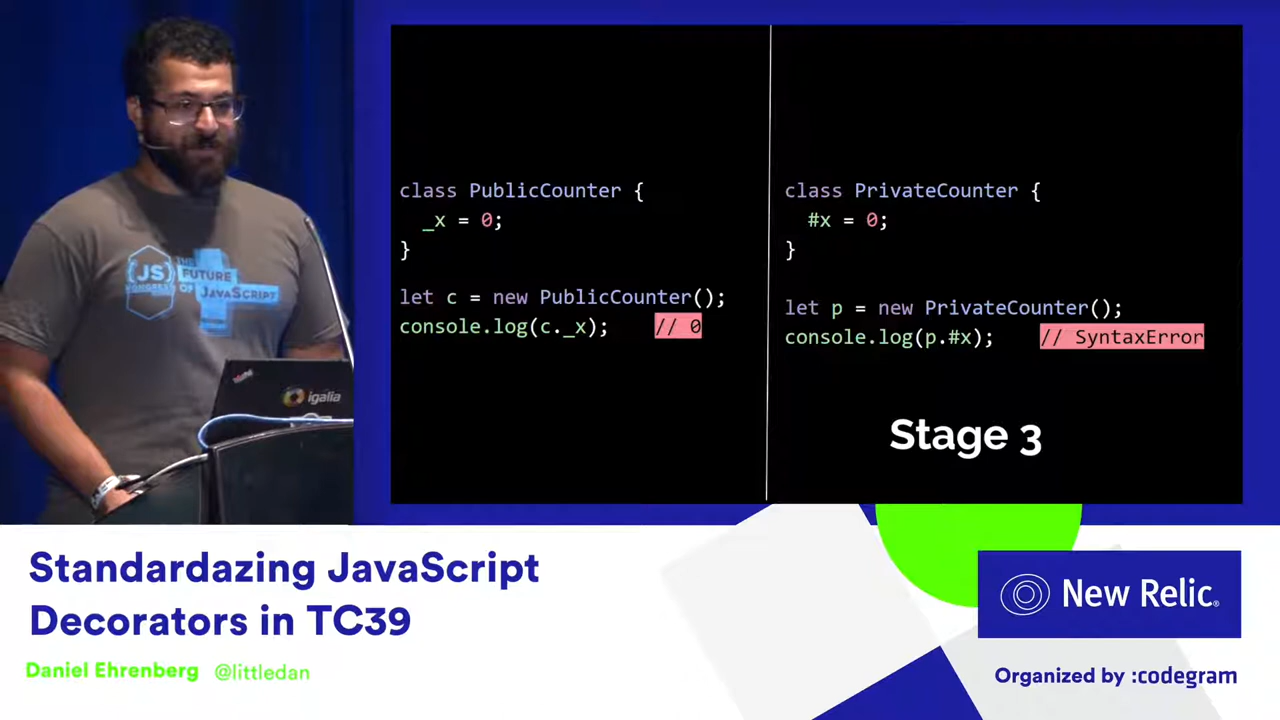 {JS}
CONGRESS
THE
FUTURE
OF JAVASCRIPT
igalia
class PublicCounter {
_x = 0;
}
let c = new PublicCounter();
console.log(c._x); // 0
class PrivateCounter {
#x = 0;
}
let p = new PrivateCounter();
console.log(p.#x); // SyntaxError
Stage 3
Standardazing JavaScript
Decorators in TC39
Daniel Ehrenberg @littledan
New Relic®
Organized by :codegram